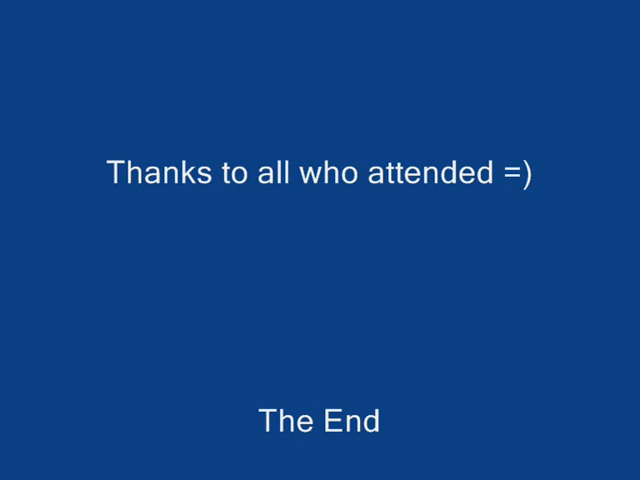 Thanks to all who attended =)
The End